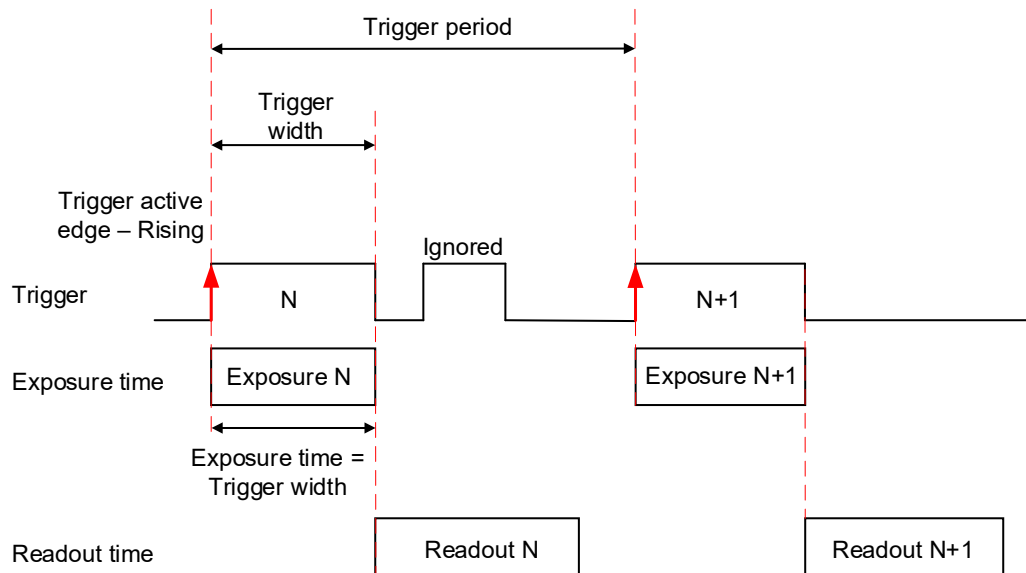 Trigger period
Trigger
width
Trigger active
edge – Rising
Ignored
Trigger
N
N+1
Exposure time
Exposure N
Exposure N+1
Exposure time =
Trigger width
Readout time
Readout N
Readout N+1